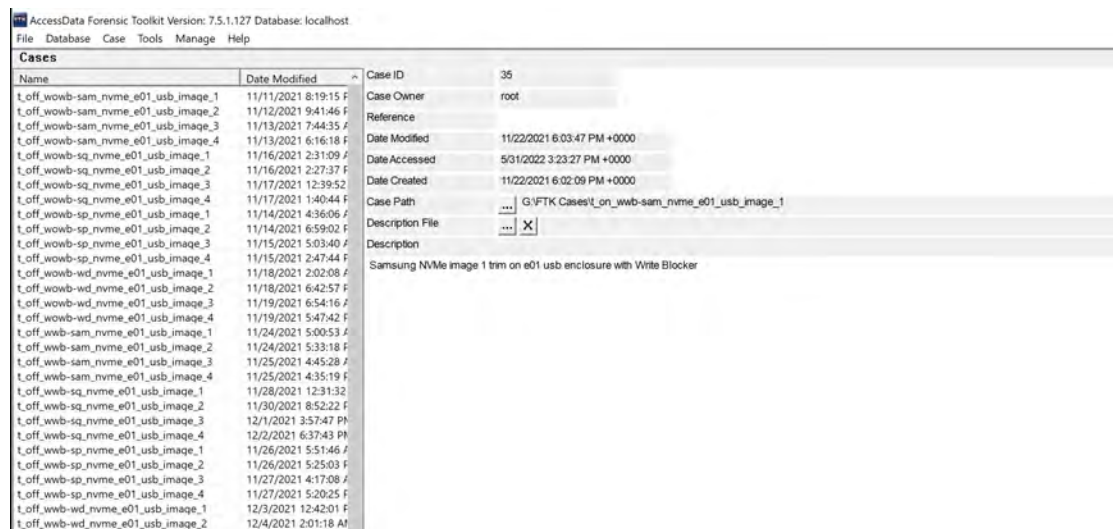 AccessData Forensic Toolkit Version: 7.5.1.127 Database: localhost
File Database Case Tools Manage Help
Cases
Name Date Modified
t_off_wowb-sam_nvme_e01_usb_image_1 11/11/2021 8:19:15 P
t_off_wowb-sam_nvme_e01_usb_image_2 11/12/2021 9:41:46 P
t_off_wowb-sam_nvme_e01_usb_image_3 11/13/2021 7:44:35 A
t_off_wowb-sam_nvme_e01_usb_image_4 11/13/2021 6:16:18 P
t_off_wowb-sq_nvme_e01_usb_image_1 11/16/2021 2:31:09 A
t_off_wowb-sq_nvme_e01_usb_image_2 11/16/2021 2:27:37 P
t_off_wowb-sq_nvme_e01_usb_image_3 11/17/2021 12:39:52
t_off_wowb-sq_nvme_e01_usb_image_4 11/17/2021 1:40:44 P
t_off_wowb-sp_nvme_e01_usb_image_1 11/14/2021 4:36:06 A
t_off_wowb-sp_nvme_e01_usb_image_2 11/14/2021 6:59:02 P
t_off_wowb-sp_nvme_e01_usb_image_3 11/15/2021 5:03:40 A
t_off_wowb-sp_nvme_e01_usb_image_4 11/15/2021 2:47:44 P
t_off_wowb-wd_nvme_e01_usb_image_1 11/18/2021 2:02:08 A
t_off_wowb-wd_nvme_e01_usb_image_2 11/18/2021 6:42:57 P
t_off_wowb-wd_nvme_e01_usb_image_3 11/19/2021 6:54:16 A
t_off_wowb-wd_nvme_e01_usb_image_4 11/19/2021 5:47:42 P
t_off_wwb-sam_nvme_e01_usb_image_1 11/24/2021 5:00:53 A
t_off_wwb-sam_nvme_e01_usb_image_2 11/24/2021 5:33:18 P
t_off_wwb-sam_nvme_e01_usb_image_3 11/25/2021 4:45:28 A
t_off_wwb-sam_nvme_e01_usb_image_4 11/25/2021 4:35:19 P
t_off_wwb-sq_nvme_e01_usb_image_1 11/28/2021 12:31:32
t_off_wwb-sq_nvme_e01_usb_image_2 11/30/2021 8:52:22 P
t_off_wwb-sq_nvme_e01_usb_image_3 12/1/2021 3:57:47 PM
t_off_wwb-sq_nvme_e01_usb_image_4 12/2/2021 6:37:43 PM
t_off_wwb-sp_nvme_e01_usb_image_1 11/26/2021 5:51:46 A
t_off_wwb-sp_nvme_e01_usb_image_2 11/26/2021 5:25:03 P
t_off_wwb-sp_nvme_e01_usb_image_3 11/27/2021 4:17:08 A
t_off_wwb-sp_nvme_e01_usb_image_4 11/27/2021 5:20:25 P
t_off_wwb-wd_nvme_e01_usb_image_1 12/3/2021 12:42:01 P
t_off_wwb-wd_nvme_e01_usb_image_2 12/4/2021 2:01:18 AM
Case ID 35
Case Owner root
Reference
Date Modified 11/22/2021 6:03:47 PM +0000
Date Accessed 5/31/2022 3:23:27 PM +0000
Date Created 11/22/2021 6:02:09 PM +0000
Case Path ... G:\FTK Cases\t_on_wwb-sam_nvme_e01_usb_image_1
Description File ... X
Description
Samsung NVMe image 1 trim on e01 usb enclosure with Write Blocker